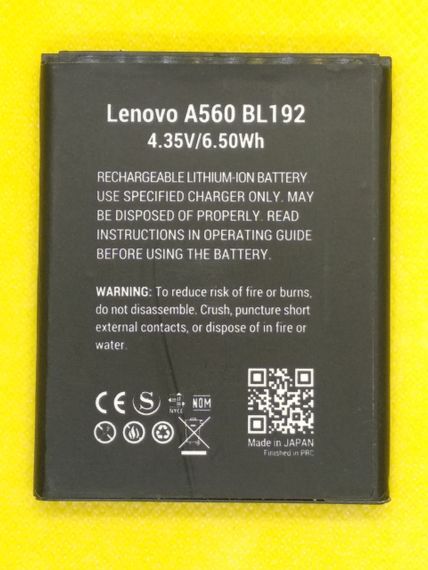 Lenovo A560 BL192
4.35V/6.50Wh
RECHARGEABLE LITHIUM-ION BATTERY
USE SPECIFIED CHARGER ONLY. MAY
BE DISPOSED OF PROPERLY. READ
INSTRUCTIONS IN OPERATING GUIDE
BEFORE USING THE BATTERY.
WARNING: To reduce risk of fire or burns,
do not disassemble. Crush, puncture short
external contacts, or dispose of in fire or
water.
CE S NYCE NOM
Made in JAPAN
Finished in PRC